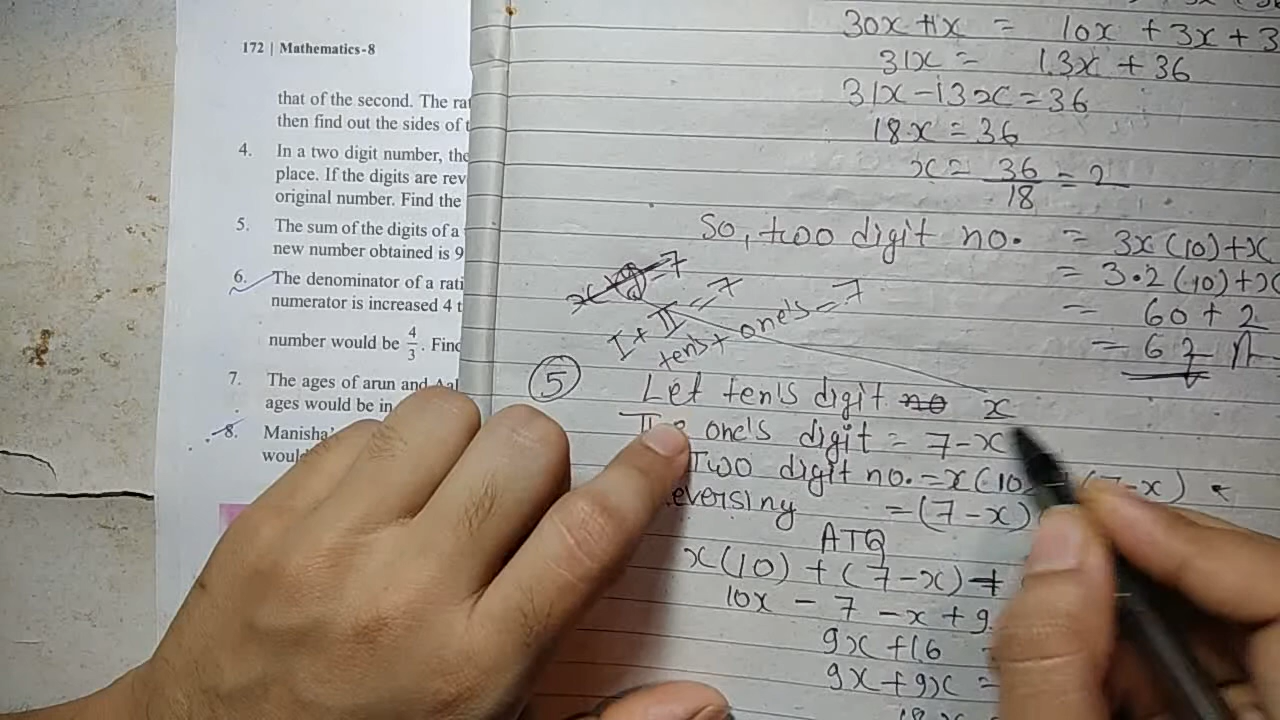 172 | Mathematics-8
that of the second. The
then find out the sides of
4. In a two digit number, the
place. If the digits are
original number. Find the
5. The sum of the digits of a
new number obtained is 9
6. The denominator of a
numerator is increased 4
number would be 4/3. Find
7. The ages of arun and
ages would be in
8. Manisha'
30x + 1x = 10x + 3x + 3
31x = 13x + 36
31x - 13x = 36
18x = 36
x = 36/18 = 2
So, two digit no. = 3x(10)+x
= 3·2(10)+x
= 60 + 2
= 62
I + II = 7
ten's + one's = 7
5 Let ten's digit no x
one's digit = 7-x
Two digit no. = x(10) + (7-x)
= (7-x)
ATQ
x(10) + (7-x) +
10x - 7 - x + 9
9x + 16
9x + 9x =
18x